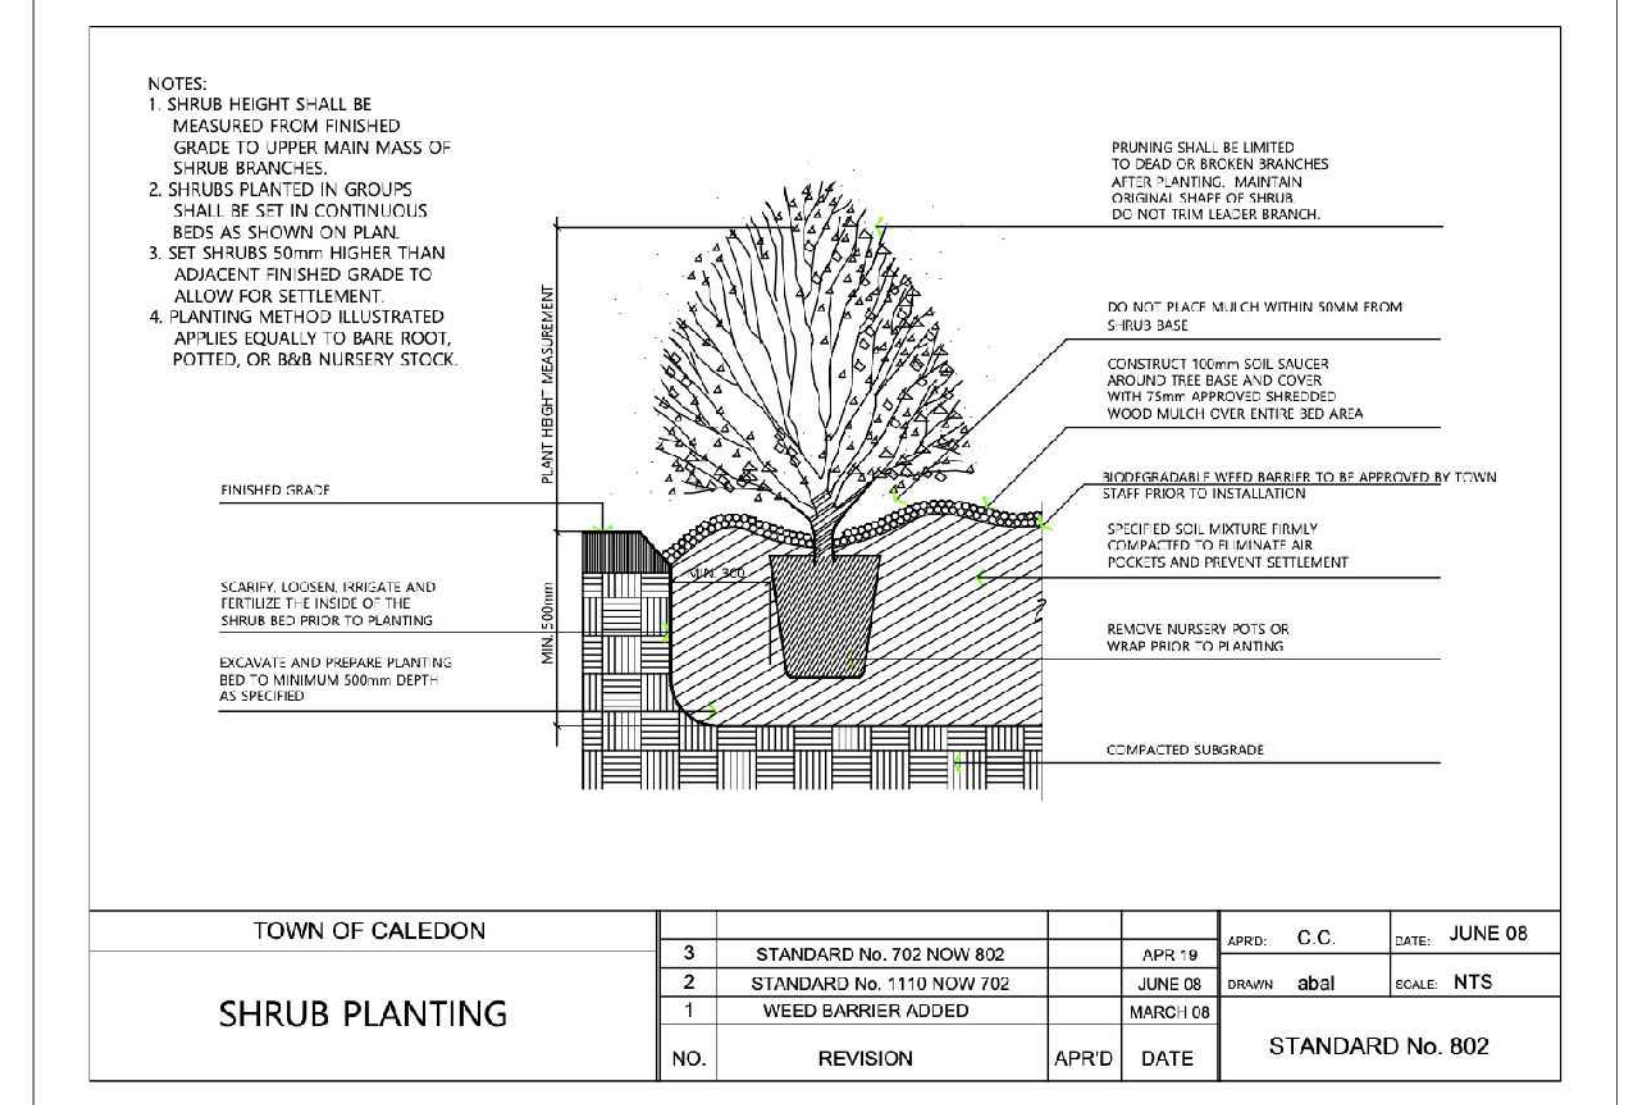 NOTES:
1. SHRUB HEIGHT SHALL BE
MEASURED FROM FINISHED
GRADE TO UPPER MAIN MASS OF
SHRUB BRANCHES.
2. SHRUBS PLANTED IN GROUPS
SHALL BE SET IN CONTINUOUS
BEDS AS SHOWN ON PLAN.
3. SET SHRUBS 50mm HIGHER THAN
ADJACENT FINISHED GRADE TO
ALLOW FOR SETTLEMENT.
4. PLANTING METHOD ILLUSTRATED
APPLIES EQUALLY TO BARE ROOT,
POTTED, OR B&B NURSERY STOCK.
PRUNING SHALL BE LIMITED
TO DEAD OR BROKEN BRANCHES
AFTER PLANTING. MAINTAIN
ORIGINAL SHAPE OF SHRUB
DO NOT TRIM LEADER BRANCH.
DO NOT PLACE MULCH WITHIN 50MM FROM
SHRUB BASE
CONSTRUCT 100mm SOIL SAUCER
AROUND TREE BASE AND COVER
WITH 75mm APPROVED SHREDDED
WOOD MULCH OVER ENTIRE BED AREA
BIODEGRADABLE WEED BARRIER TO BE APPROVED BY TOWN
STAFF PRIOR TO INSTALLATION
SPECIFIED SOIL MIXTURE FIRMLY
COMPACTED TO ELIMINATE AIR
POCKETS AND PREVENT SETTLEMENT
REMOVE NURSERY POTS OR
WRAP PRIOR TO PLANTING
COMPACTED SUBGRADE
PLANT HEIGHT MEASUREMENT
MIN. 500mm
MIN. 300
FINISHED GRADE
SCARIFY, LOOSEN, IRRIGATE AND
FERTILIZE THE INSIDE OF THE
SHRUB BED PRIOR TO PLANTING
EXCAVATE AND PREPARE PLANTING
BED TO MINIMUM 500mm DEPTH
AS SPECIFIED
TOWN OF CALEDON
SHRUB PLANTING
3 STANDARD No. 702 NOW 802 APR 19
2 STANDARD No. 1110 NOW 702 JUNE 08
1 WEED BARRIER ADDED MARCH 08
NO. REVISION APR'D DATE
APR'D: C.C. DATE: JUNE 08
DRAWN abal SCALE: NTS
STANDARD No. 802